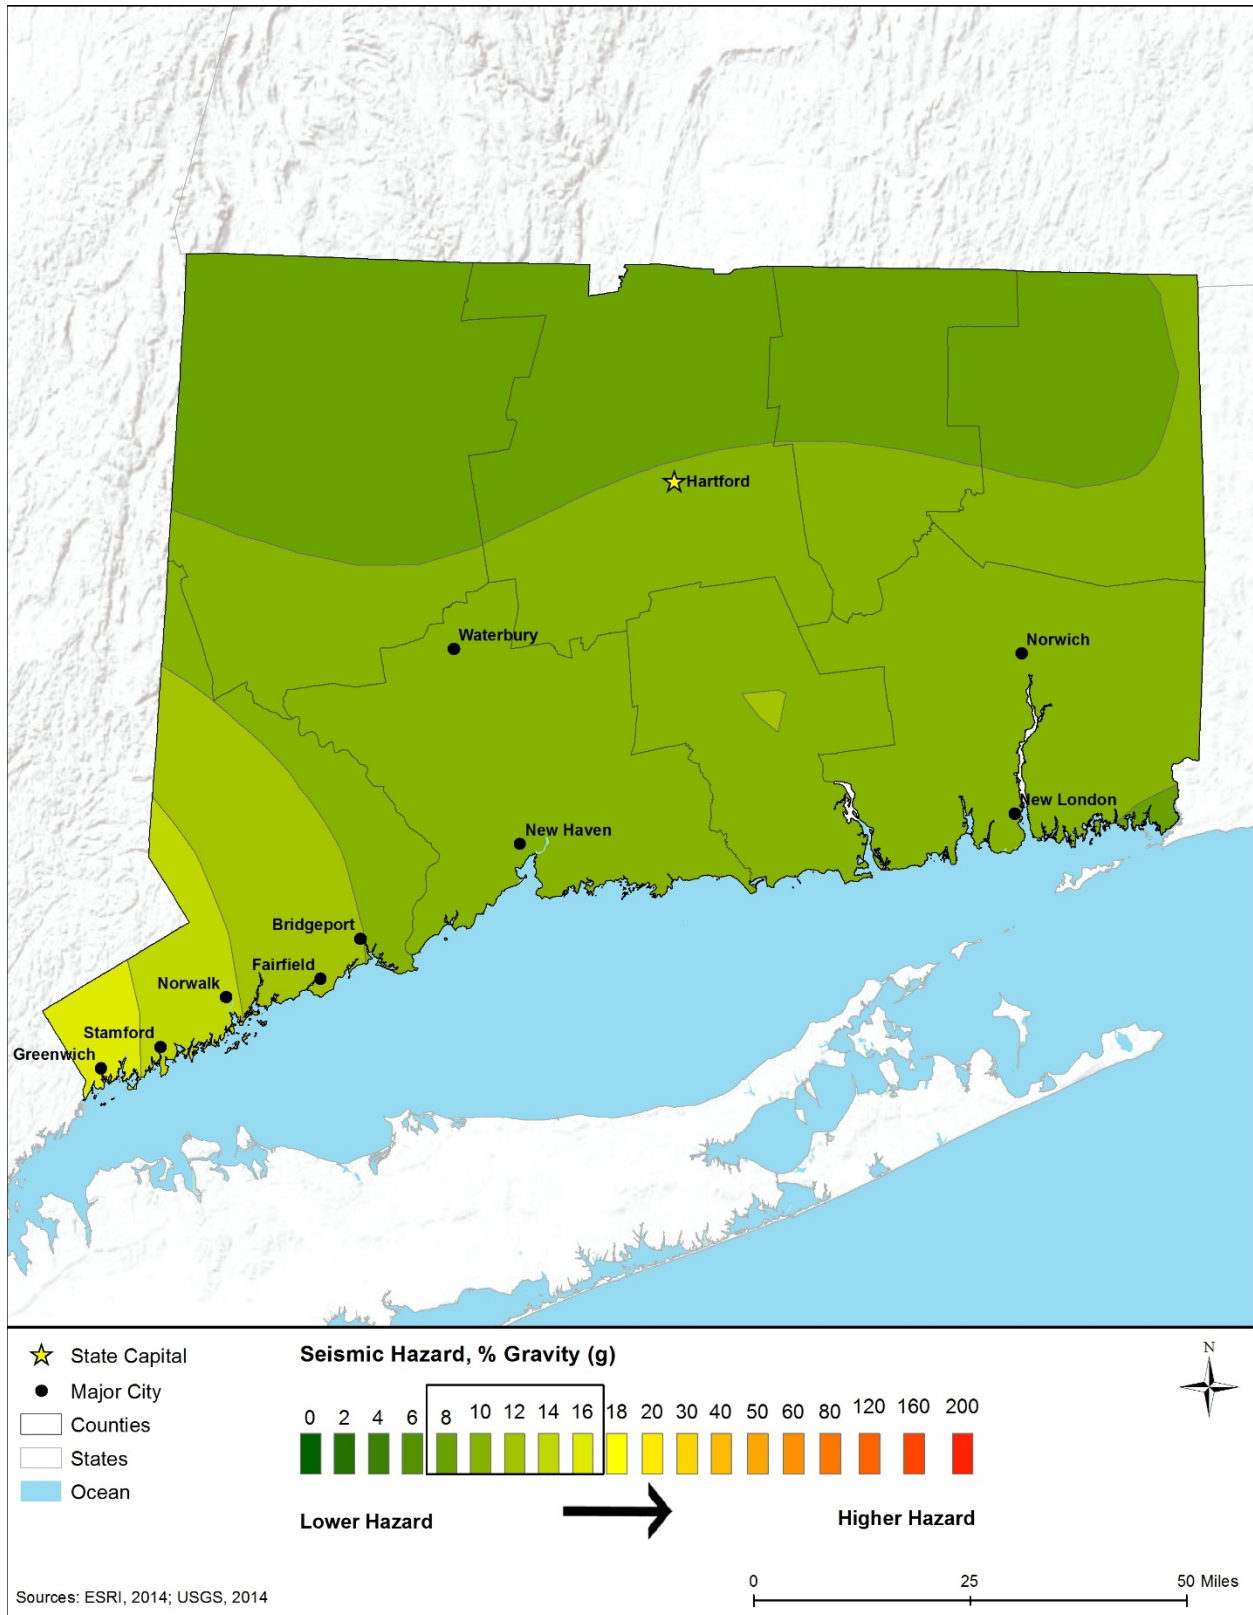 Hartford
Waterbury
Norwich
New London
New Haven
Bridgeport
Fairfield
Norwalk
Stamford
Greenwich
State Capital
Major City
Counties
States
Ocean
Seismic Hazard, % Gravity (g)
0 2 4 6 8 10 12 14 16 18 20 30 40 50 60 80 120 160 200
Lower Hazard Higher Hazard
N
Sources: ESRI, 2014; USGS, 2014
0 25 50 Miles